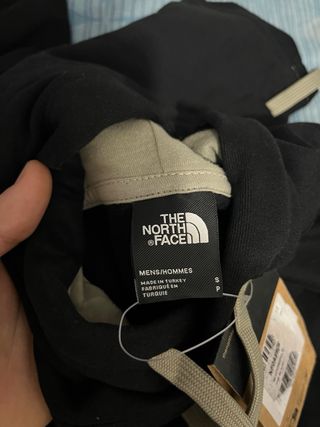 THE
NORTH
®FACE
MENS/HOMMES
MADE IN TURKEY S
FABRIQUÉ EN P
TURQUIE